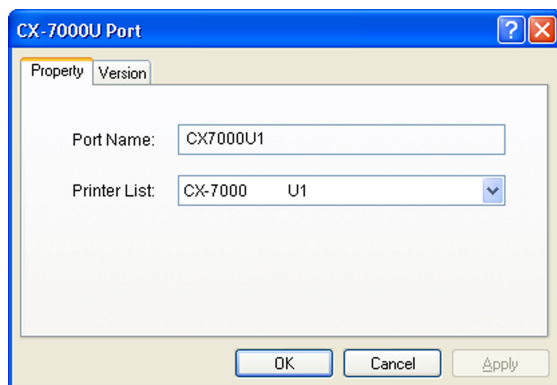 CX-7000U Port
Property Version
Port Name: CX7000U1
Printer List: CX-7000 U1
OK Cancel Apply